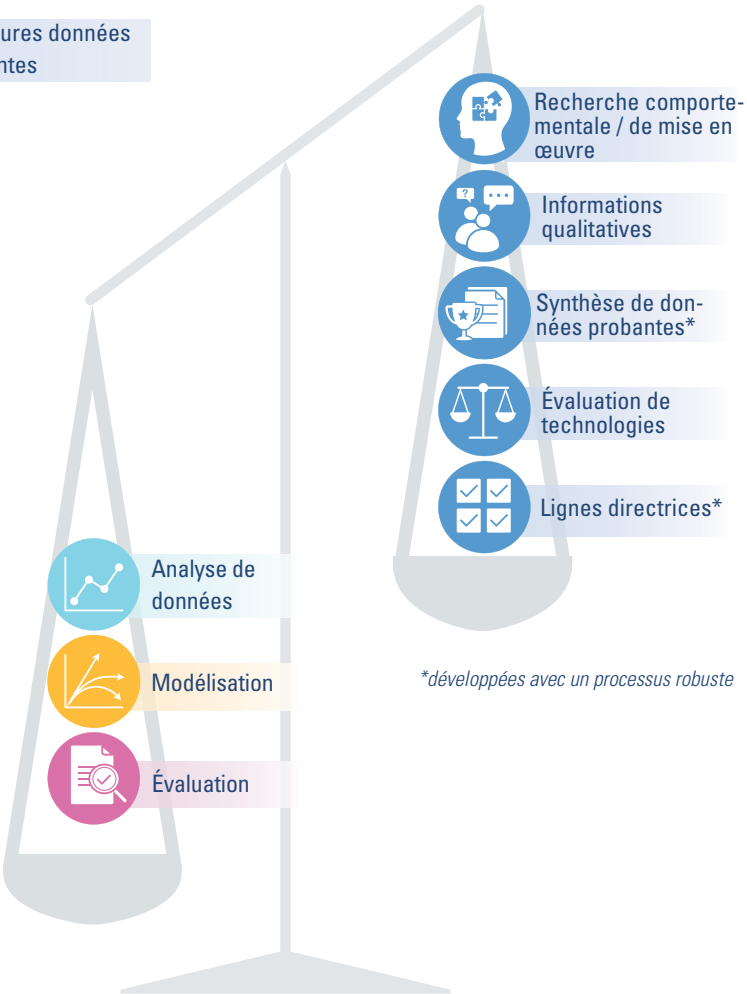 ures données
ntes
Recherche comporte-
mentale / de mise en
œuvre
?
Informations
qualitatives
Synthèse de don-
nées probantes*
Évaluation de
technologies
Lignes directrices*
Analyse de
données
Modélisation
*développées avec un processus robuste
Évaluation